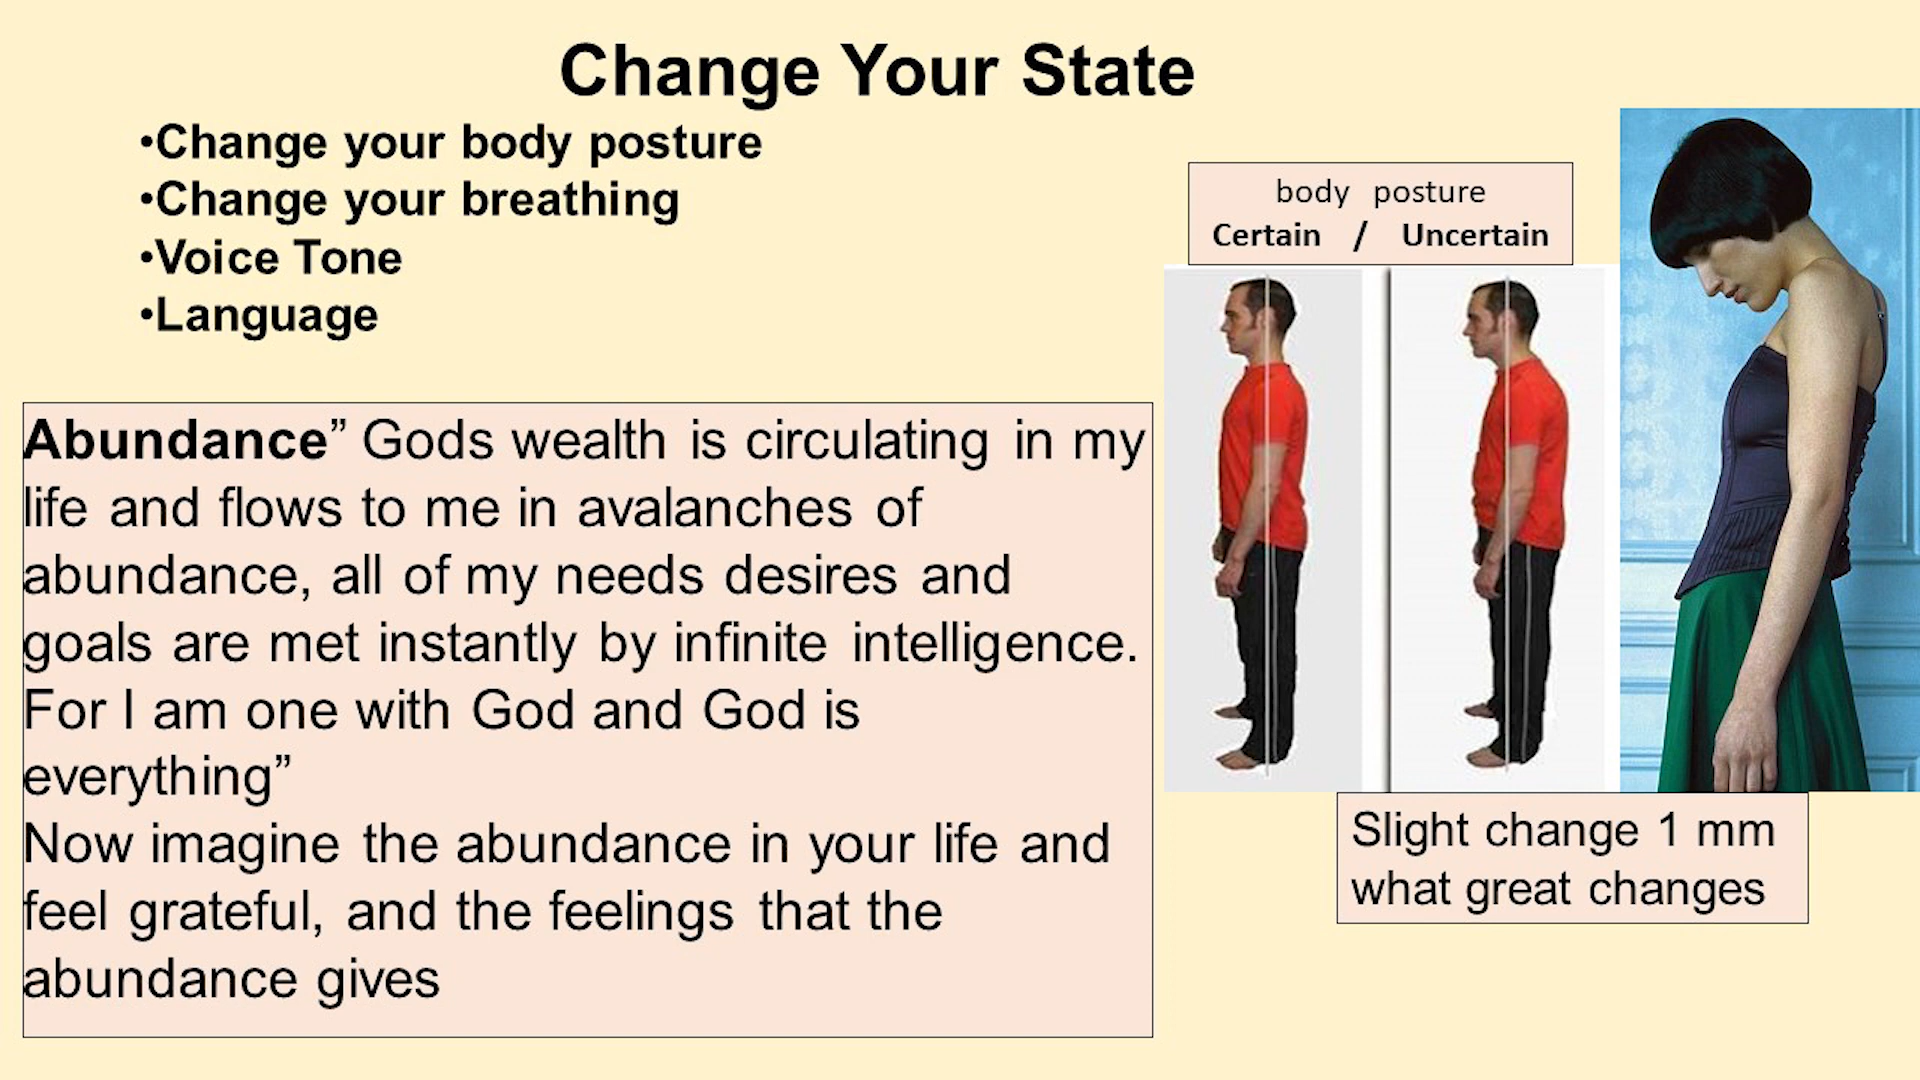 Change Your State
•Change your body posture
•Change your breathing
•Voice Tone
•Language
body posture
Certain / Uncertain
Abundance” Gods wealth is circulating in my
life and flows to me in avalanches of
abundance, all of my needs desires and
goals are met instantly by infinite intelligence.
For I am one with God and God is
everything”
Now imagine the abundance in your life and
feel grateful, and the feelings that the
abundance gives
Slight change 1 mm
what great changes